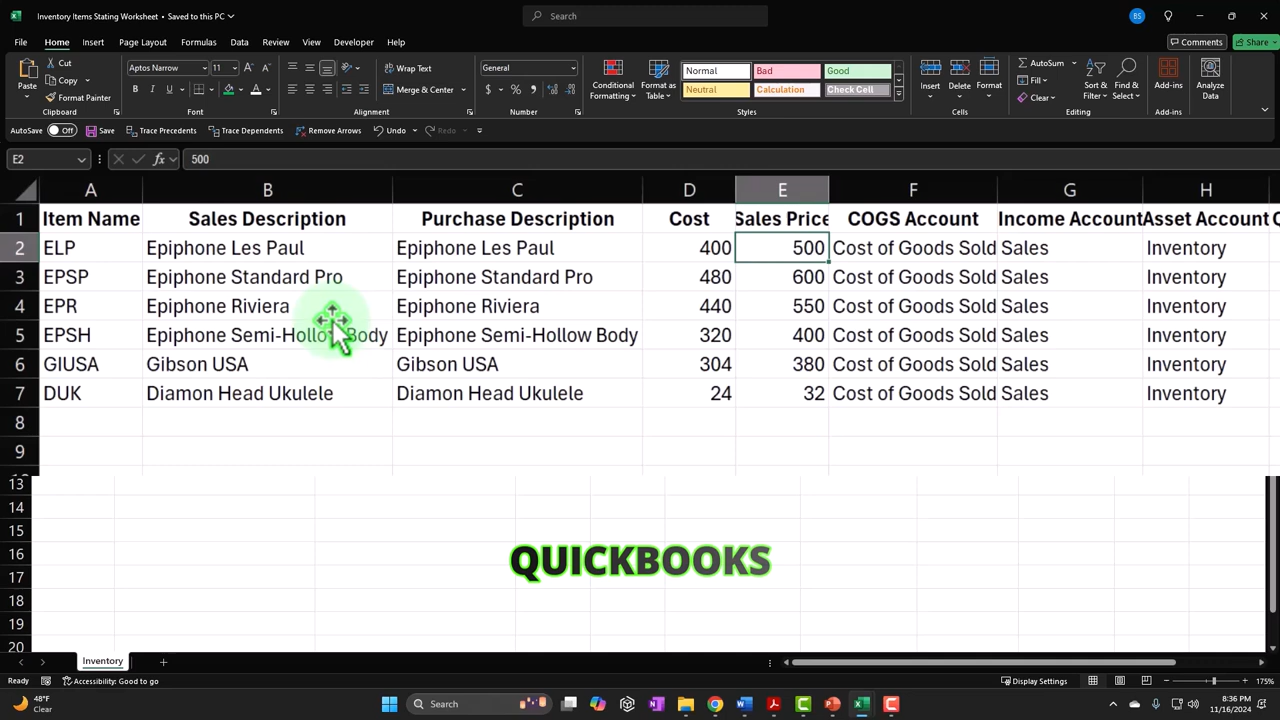 Inventory Items Stating Worksheet • Saved to this PC
Search
BS
File Home Insert Page Layout Formulas Data Review View Developer Help
Comments Share
Paste Cut Copy Format Painter Clipboard
Aptos Narrow 11 A A B I U A Font
Wrap Text Merge & Center Alignment
General $ % Number
Conditional Formatting Format as Table Normal Bad Good Neutral Calculation Check Cell Styles
Insert Delete Format Cells
AutoSum Fill Clear Sort & Filter Find & Select Editing
Add-ins Add-ins
Analyze Data
AutoSave Off Save Trace Precedents Trace Dependents Remove Arrows Undo Redo
E2 fx 500
A B C D E F G H
1 Item Name Sales Description Purchase Description Cost Sales Price COGS Account Income Account Asset Account
2 ELP Epiphone Les Paul Epiphone Les Paul 400 500 Cost of Goods Sold Sales Inventory
3 EPSP Epiphone Standard Pro Epiphone Standard Pro 480 600 Cost of Goods Sold Sales Inventory
4 EPR Epiphone Riviera Epiphone Riviera 440 550 Cost of Goods Sold Sales Inventory
5 EPSH Epiphone Semi-Hollow Body Epiphone Semi-Hollow Body 320 400 Cost of Goods Sold Sales Inventory
6 GIUSA Gibson USA Gibson USA 304 380 Cost of Goods Sold Sales Inventory
7 DUK Diamon Head Ukulele Diamon Head Ukulele 24 32 Cost of Goods Sold Sales Inventory
8
9
13
14
15
16
QUICKBOOKS
17
18
19
20
Inventory
Ready Accessibility: Good to go Display Settings 175%
48°F
Clear
Search
8:36 PM
11/16/2024